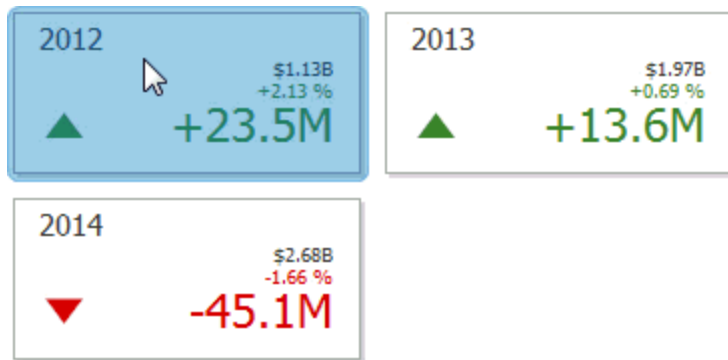 2012
$1.13B
+2.13 %
+23.5M
2013
$1.97B
+0.69 %
+13.6M
2014
$2.68B
-1.66 %
-45.1M